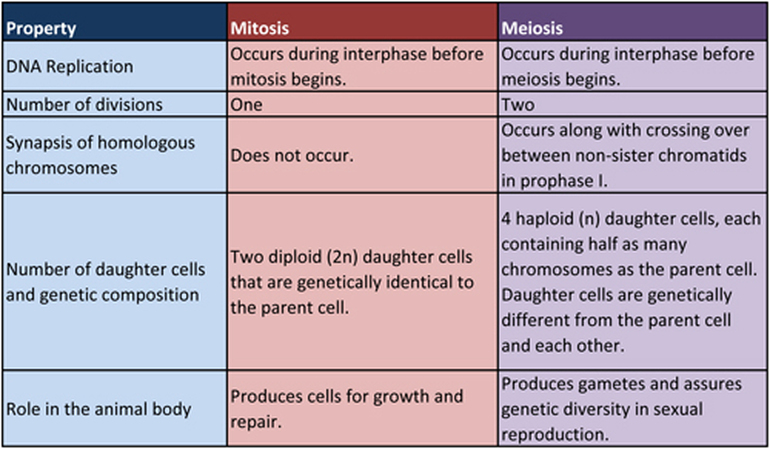 Property
Mitosis
Meiosis
DNA Replication
Occurs during interphase before
mitosis begins.
Occurs during interphase before
meiosis begins.
Number of divisions
One
Two
Synapsis of homologous
chromosomes
Does not occur.
Occurs along with crossing over
between non-sister chromatids
in prophase I.
Number of daughter cells
and genetic composition
Two diploid (2n) daughter cells
that are genetically identical to
the parent cell.
4 haploid (n) daughter cells, each
containing half as many
chromosomes as the parent cell.
Daughter cells are genetically
different from the parent cell
and each other.
Role in the animal body
Produces cells for growth and
repair.
Produces gametes and assures
genetic diversity in sexual
reproduction.